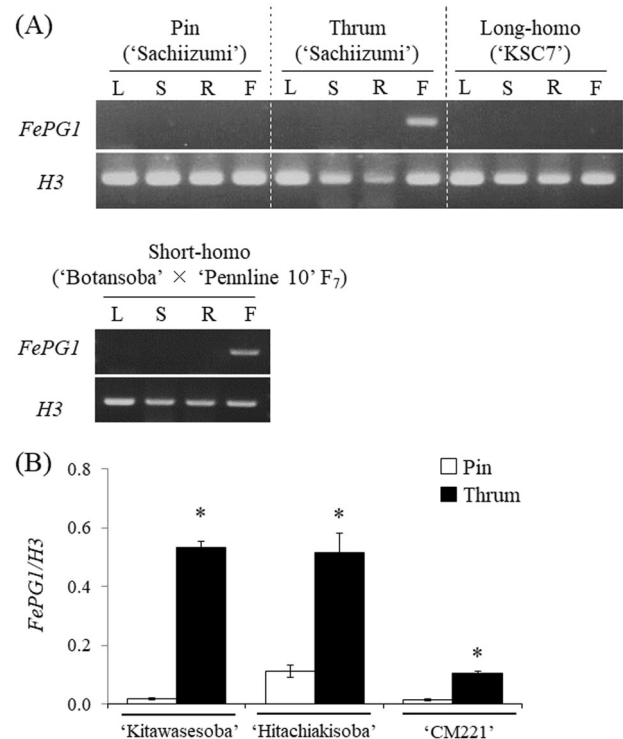 (A)
Pin Thrum Long-homo
(‘Sachiizumi’) (‘Sachiizumi’) (‘KSC7’)
L S R F L S R F L S R F
FePG1
H3
Short-homo
(‘Botansoba’ × ‘Pennline 10’ F7)
L S R F
FePG1
H3
(B)
Pin
Thrum
FePG1/H3
0.8
0.6
0.4
0.2
0.0
* * *
‘Kitawasesoba’ ‘Hitachiakisoba’ ‘CM221’